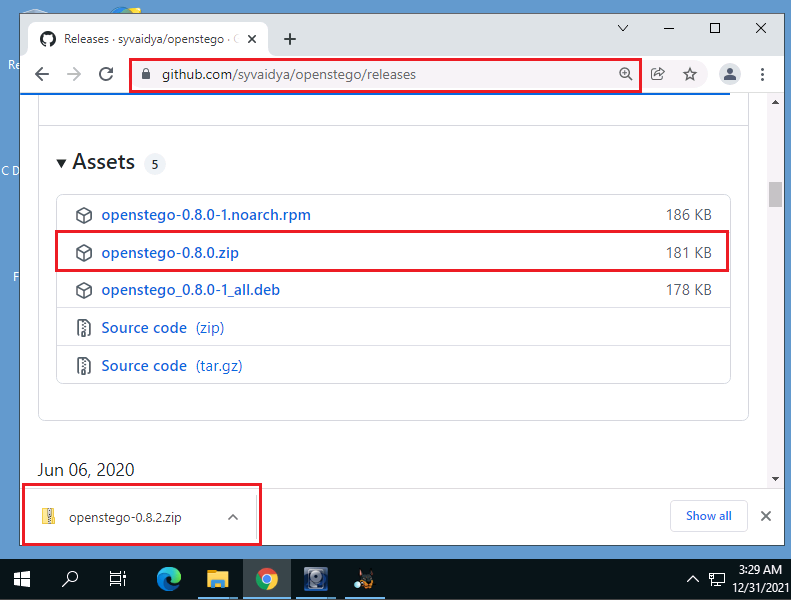 Releases · syvaidya/openstego ·
Re
github.com/syvaidya/openstego/releases
C D
F
Assets 5
openstego-0.8.0-1.noarch.rpm 186 KB
openstego-0.8.0.zip 181 KB
openstego_0.8.0-1_all.deb 178 KB
Source code (zip)
Source code (tar.gz)
Jun 06, 2020
openstego-0.8.2.zip
Show all
3:29 AM
12/31/2021